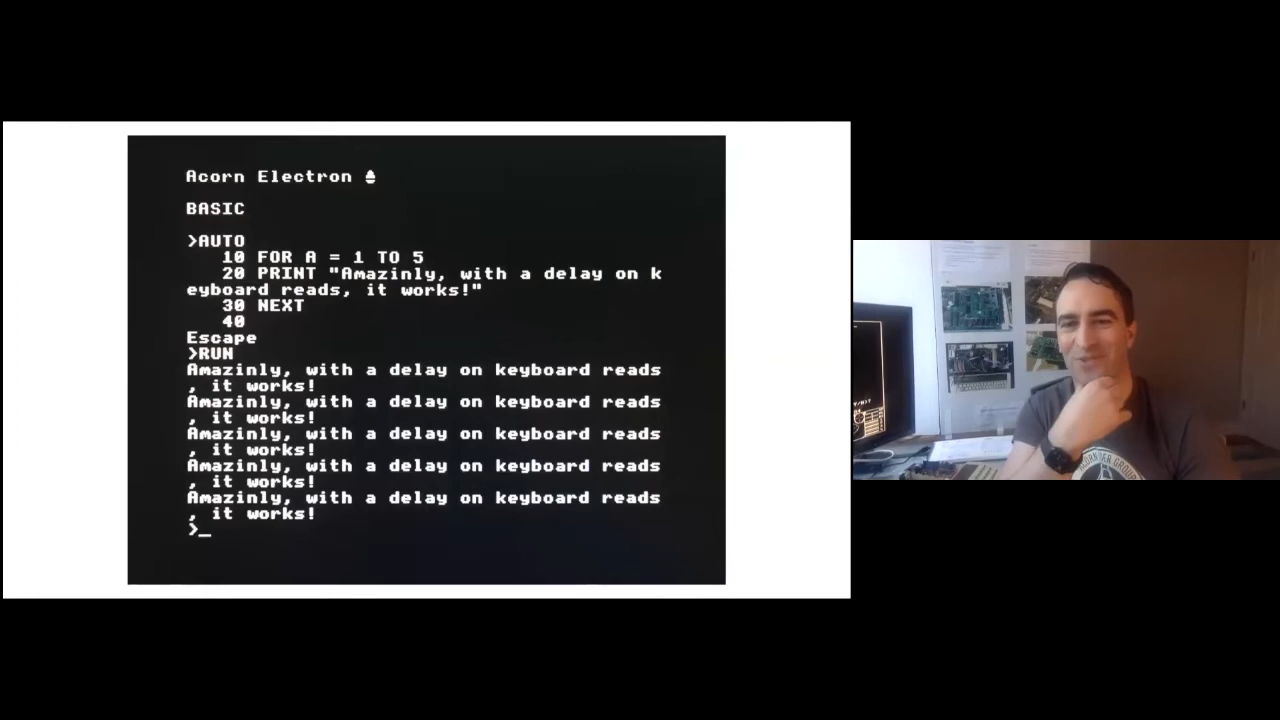 Acorn Electron
BASIC
>AUTO
10 FOR A = 1 TO 5
20 PRINT "Amazinly, with a delay on k
eyboard reads, it works!"
30 NEXT
40
Escape
>RUN
Amazinly, with a delay on keyboard reads
, it works!
Amazinly, with a delay on keyboard reads
, it works!
Amazinly, with a delay on keyboard reads
, it works!
Amazinly, with a delay on keyboard reads
, it works!
Amazinly, with a delay on keyboard reads
, it works!
>_
ACORN
GROUP